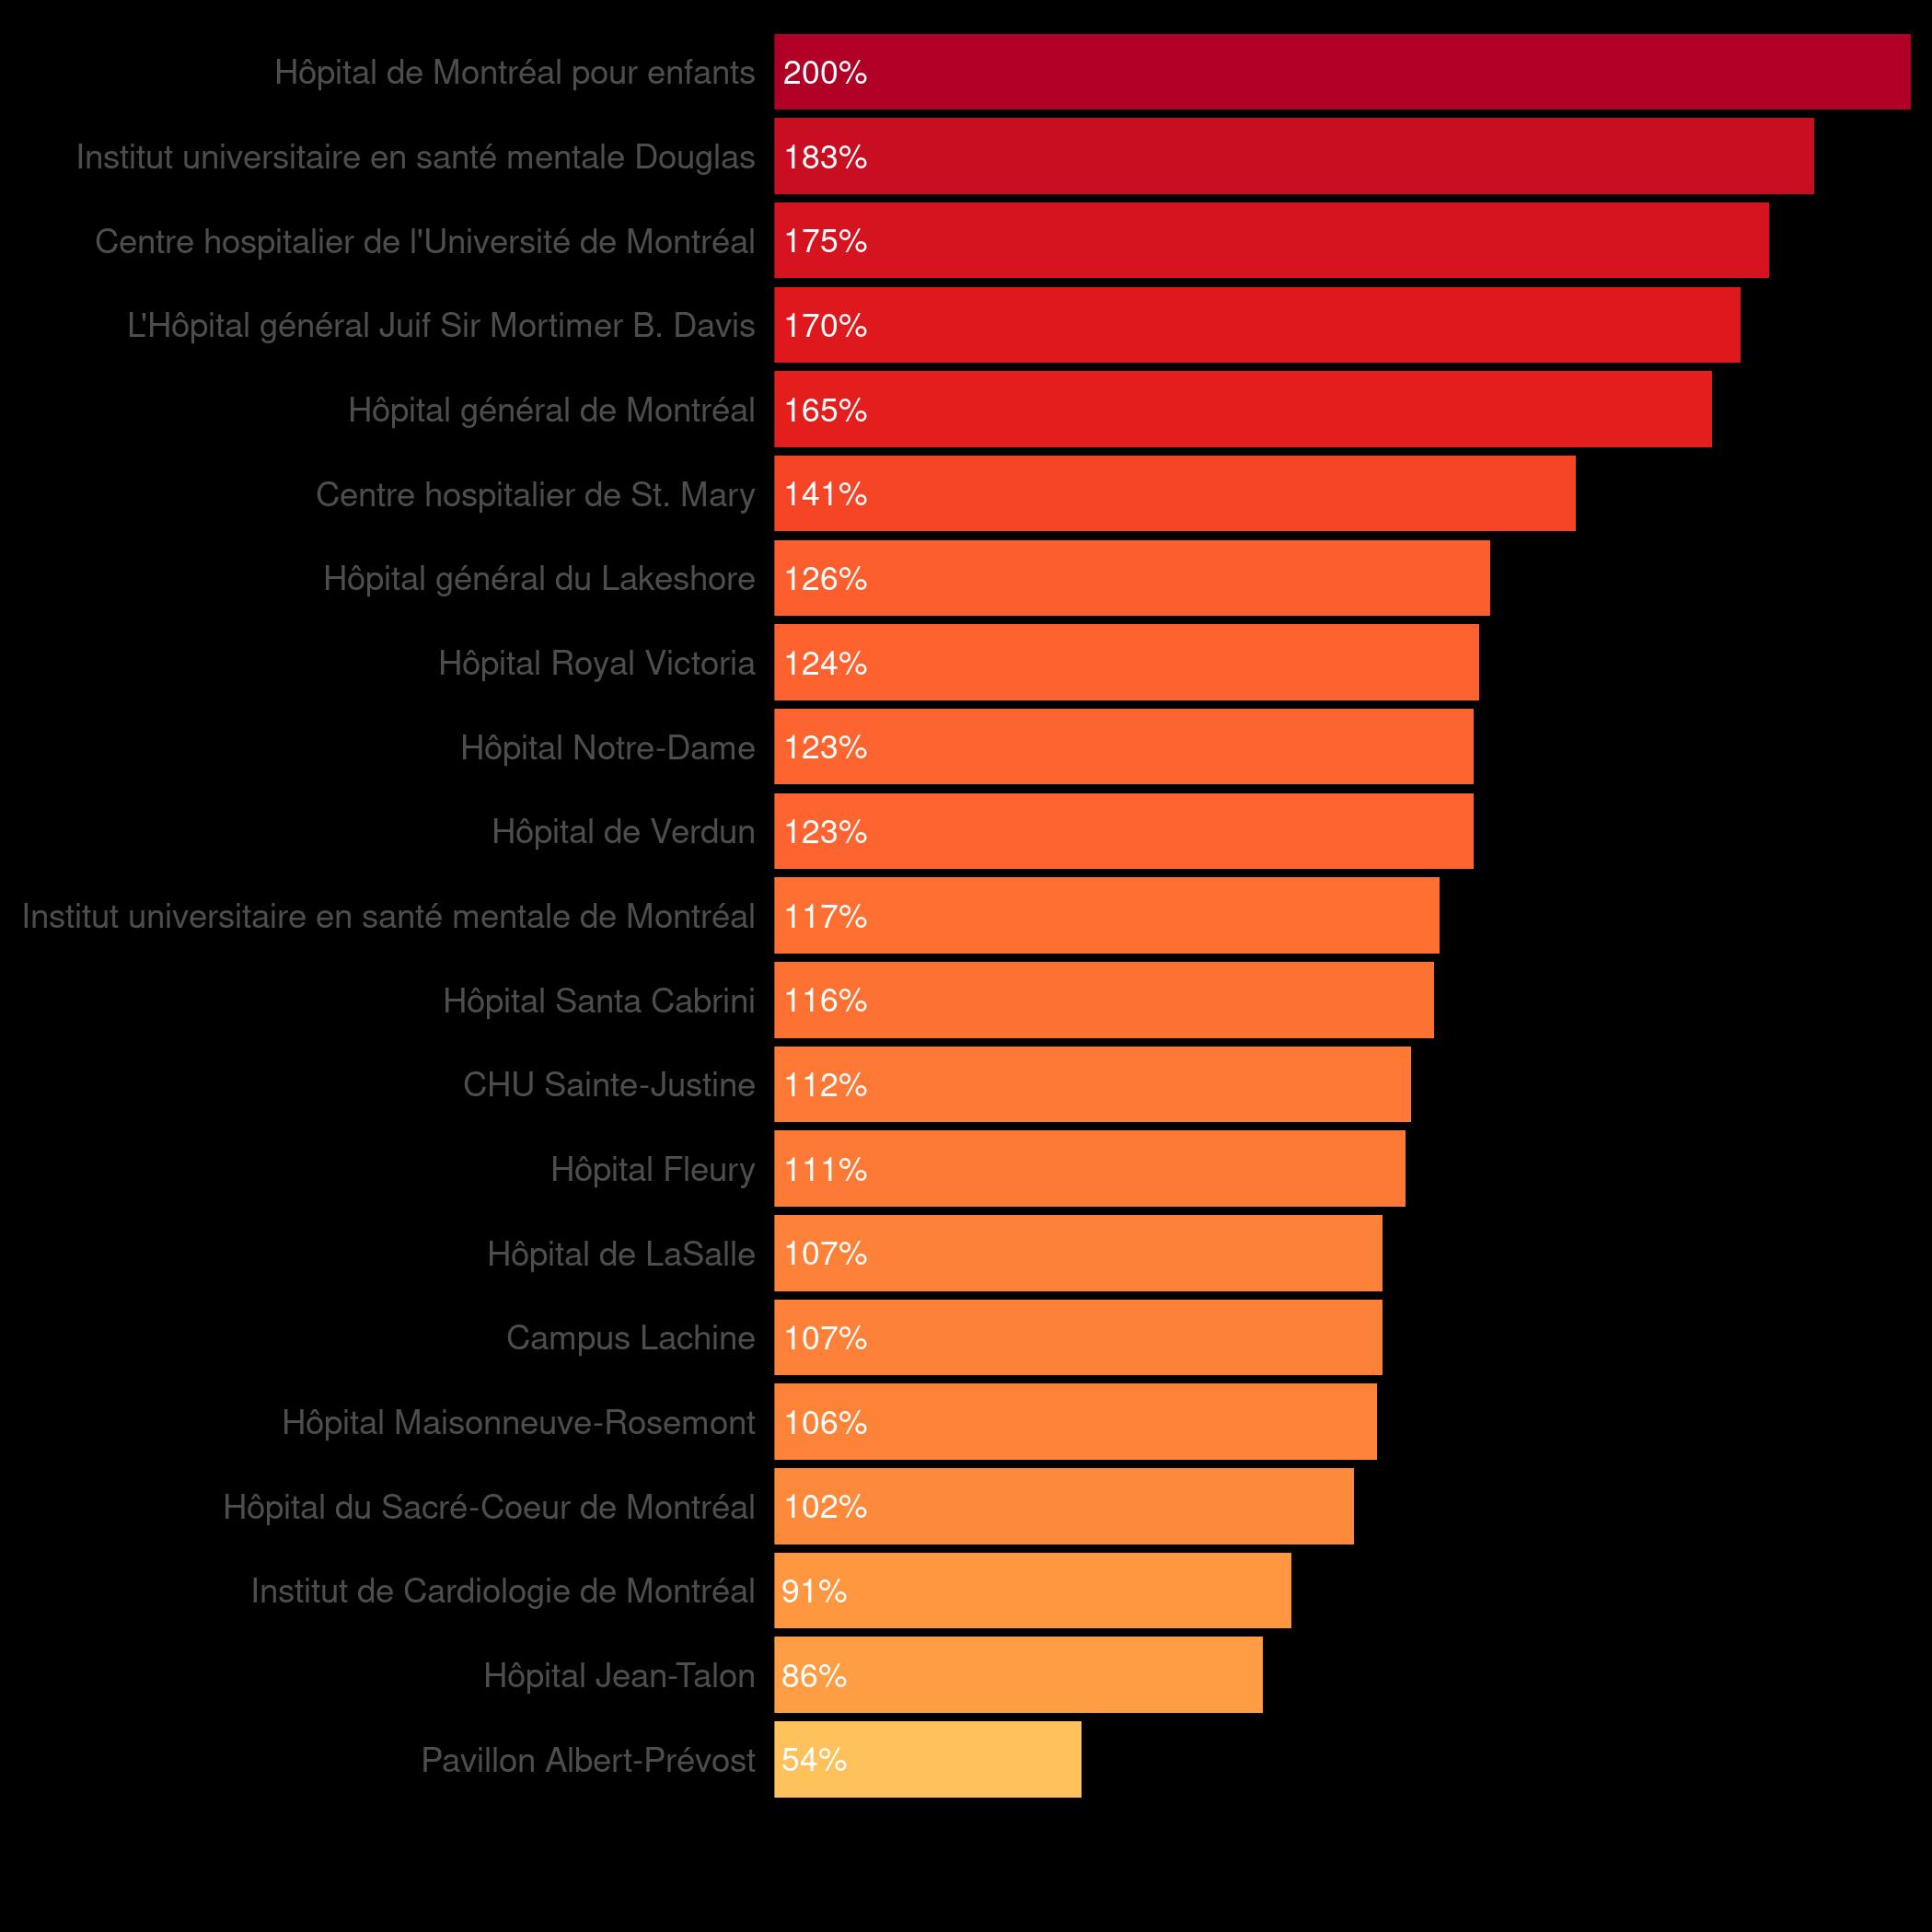 Hôpital de Montréal pour enfants 200%
Institut universitaire en santé mentale Douglas 183%
Centre hospitalier de l'Université de Montréal 175%
L'Hôpital général Juif Sir Mortimer B. Davis 170%
Hôpital général de Montréal 165%
Centre hospitalier de St. Mary 141%
Hôpital général du Lakeshore 126%
Hôpital Royal Victoria 124%
Hôpital Notre-Dame 123%
Hôpital de Verdun 123%
Institut universitaire en santé mentale de Montréal 117%
Hôpital Santa Cabrini 116%
CHU Sainte-Justine 112%
Hôpital Fleury 111%
Hôpital de LaSalle 107%
Campus Lachine 107%
Hôpital Maisonneuve-Rosemont 106%
Hôpital du Sacré-Coeur de Montréal 102%
Institut de Cardiologie de Montréal 91%
Hôpital Jean-Talon 86%
Pavillon Albert-Prévost 54%